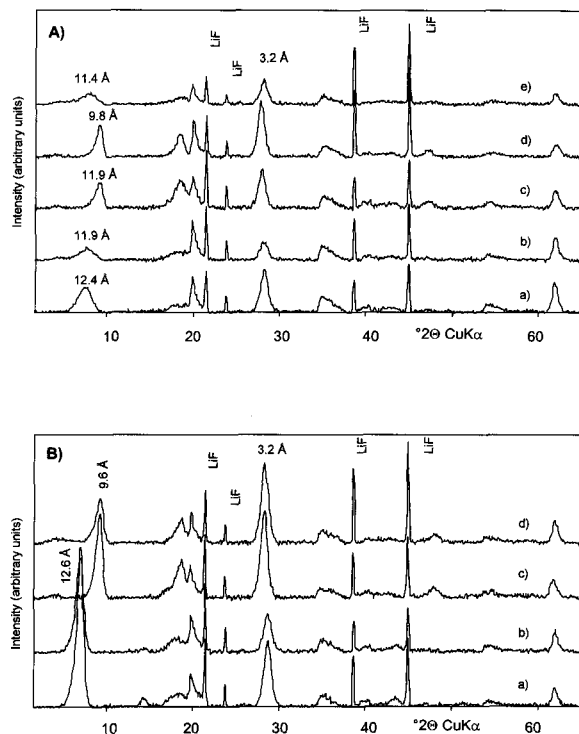 A)
LiF
LiF
LiF
LiF
3.2 Å
11.4 Å
e)
9.8 Å
d)
11.9 Å
c)
11.9 Å
b)
12.4 Å
a)
Intensity (arbitrary units)
10 20 30 40 °2Θ CuKα 60
B)
LiF
LiF
LiF
LiF
3.2 Å
9.6 Å
d)
12.6 Å
c)
b)
a)
Intensity (arbitrary units)
10 20 30 40 °2Θ CuKα 60